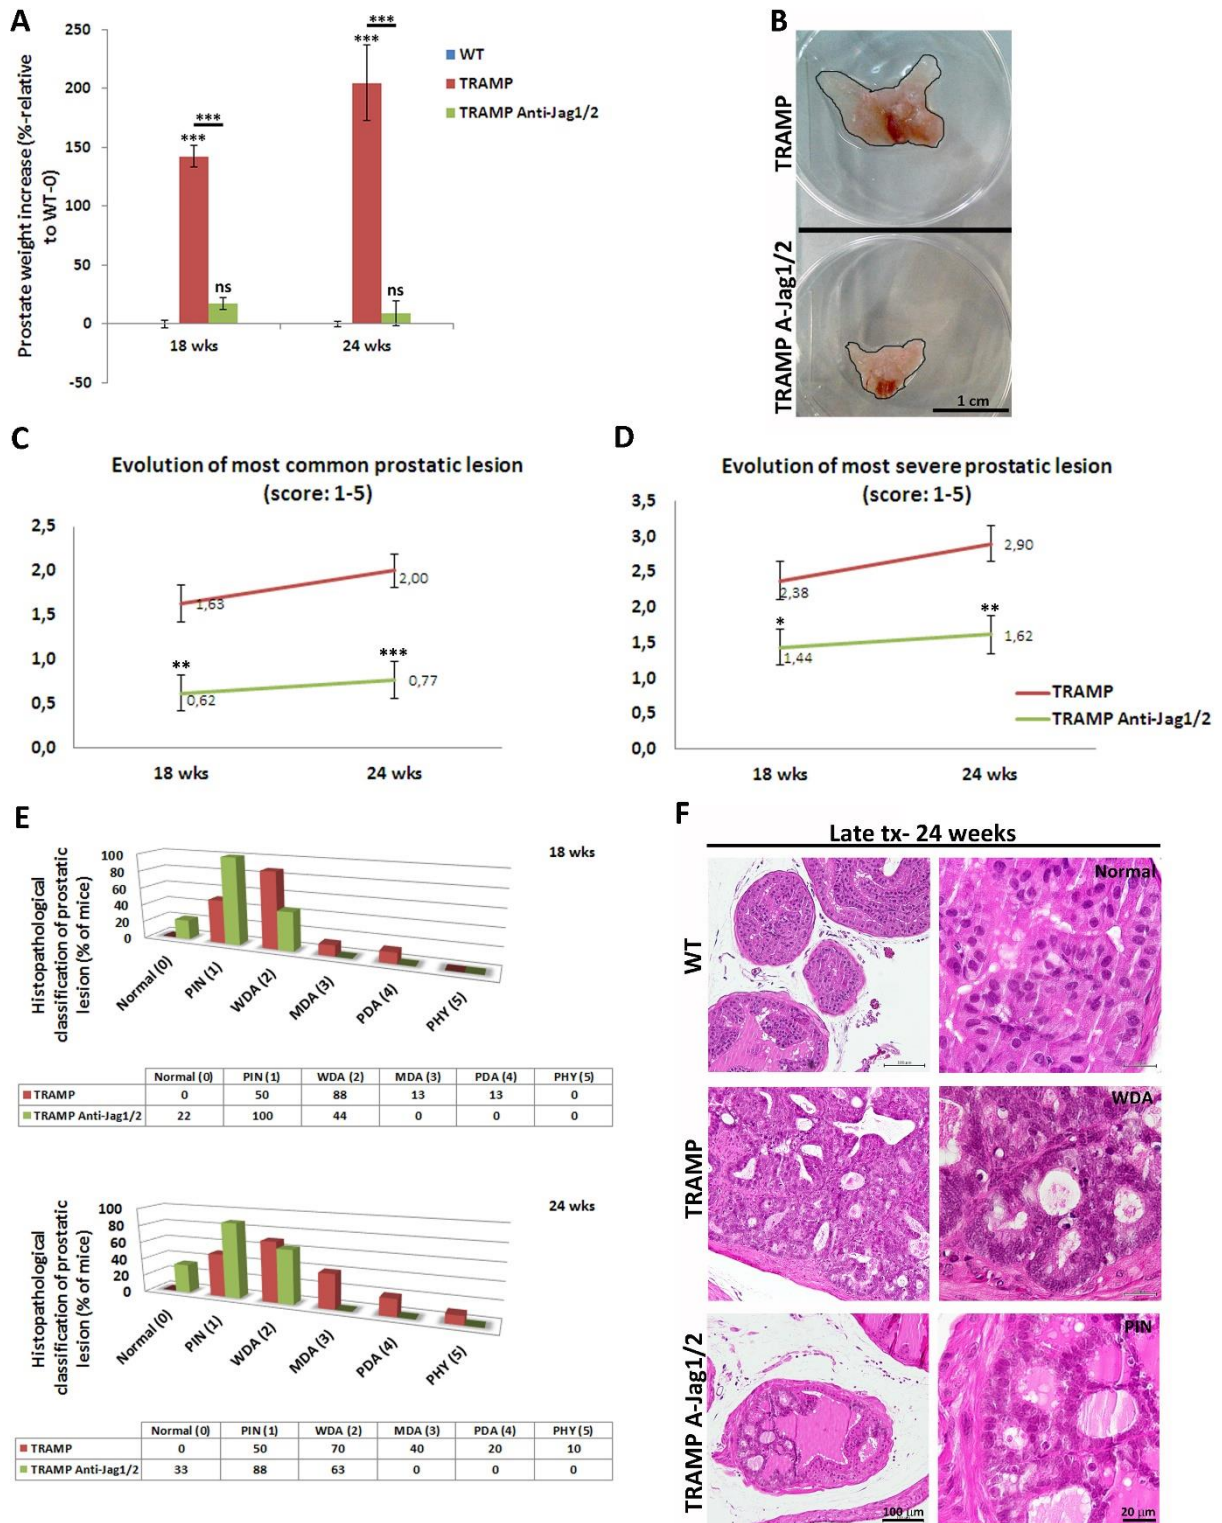 A
250
200
150
100
50
0
-50
Prostate weight increase (%-relative
to WT-0)
***
***
***
***
ns
ns
18 wks
24 wks
WT
TRAMP
TRAMP Anti-Jag1/2
B
TRAMP
TRAMP A-Jag1/2
1 cm
C
Evolution of most common prostatic lesion
(score: 1-5)
2,5
2,0
1,5
1,0
0,5
0,0
1,63
2,00
**
***
0,62
0,77
18 wks
24 wks
D
Evolution of most severe prostatic lesion
(score: 1-5)
3,5
3,0
2,5
2,0
1,5
1,0
0,5
0,0
2,38
2,90
*
**
1,44
1,62
TRAMP
TRAMP Anti-Jag1/2
18 wks
24 wks
E
18 wks
Histopathological
classification of prostatic
lesion (% of mice)
100
80
60
40
20
0
Normal (0) PIN (1) WDA (2) MDA (3) PDA (4) PHY (5)
Normal (0) PIN (1) WDA (2) MDA (3) PDA (4) PHY (5)
TRAMP 0 50 88 13 13 0
TRAMP Anti-Jag1/2 22 100 44 0 0 0
24 wks
Histopathological
classification of prostatic
lesion (% of mice)
100
80
60
40
20
0
Normal (0) PIN (1) WDA (2) MDA (3) PDA (4) PHY (5)
Normal (0) PIN (1) WDA (2) MDA (3) PDA (4) PHY (5)
TRAMP 0 50 70 40 20 10
TRAMP Anti-Jag1/2 33 88 63 0 0 0
F
Late tx- 24 weeks
WT
Normal
TRAMP
WDA
TRAMP A-Jag1/2
PIN
100 µm
20 µm